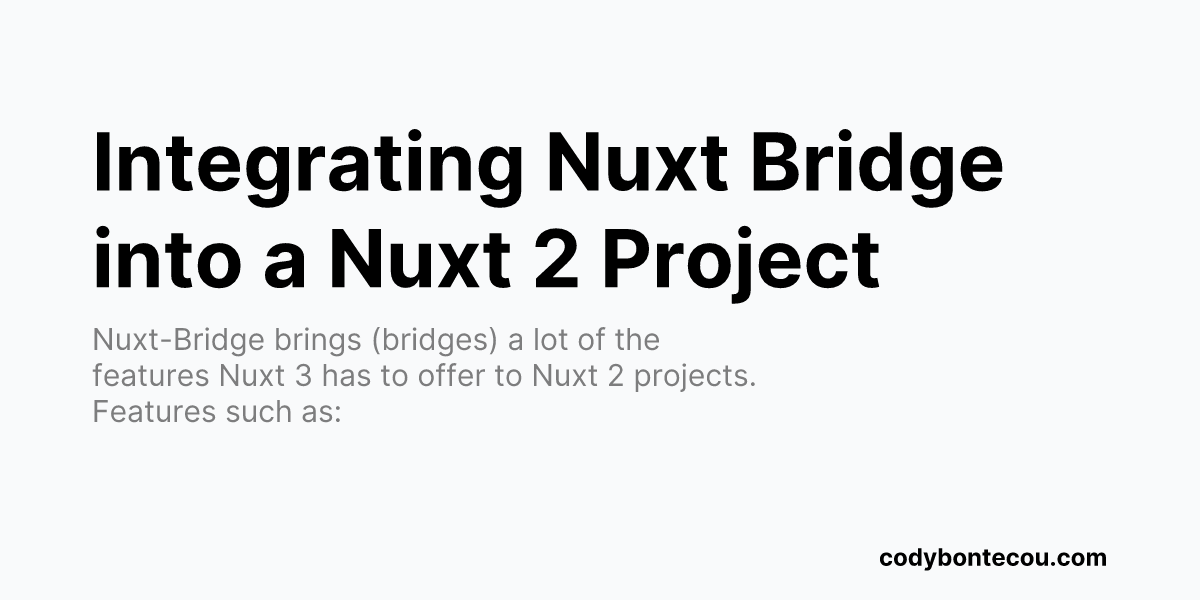 Integrating Nuxt Bridge
into a Nuxt 2 Project
Nuxt-Bridge brings (bridges) a lot of the
features Nuxt 3 has to offer to Nuxt 2 projects.
Features such as:
codybontecou.com